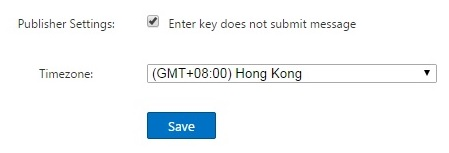 Publisher Settings: Enter key does not submit message
Timezone: (GMT+08:00) Hong Kong
Save